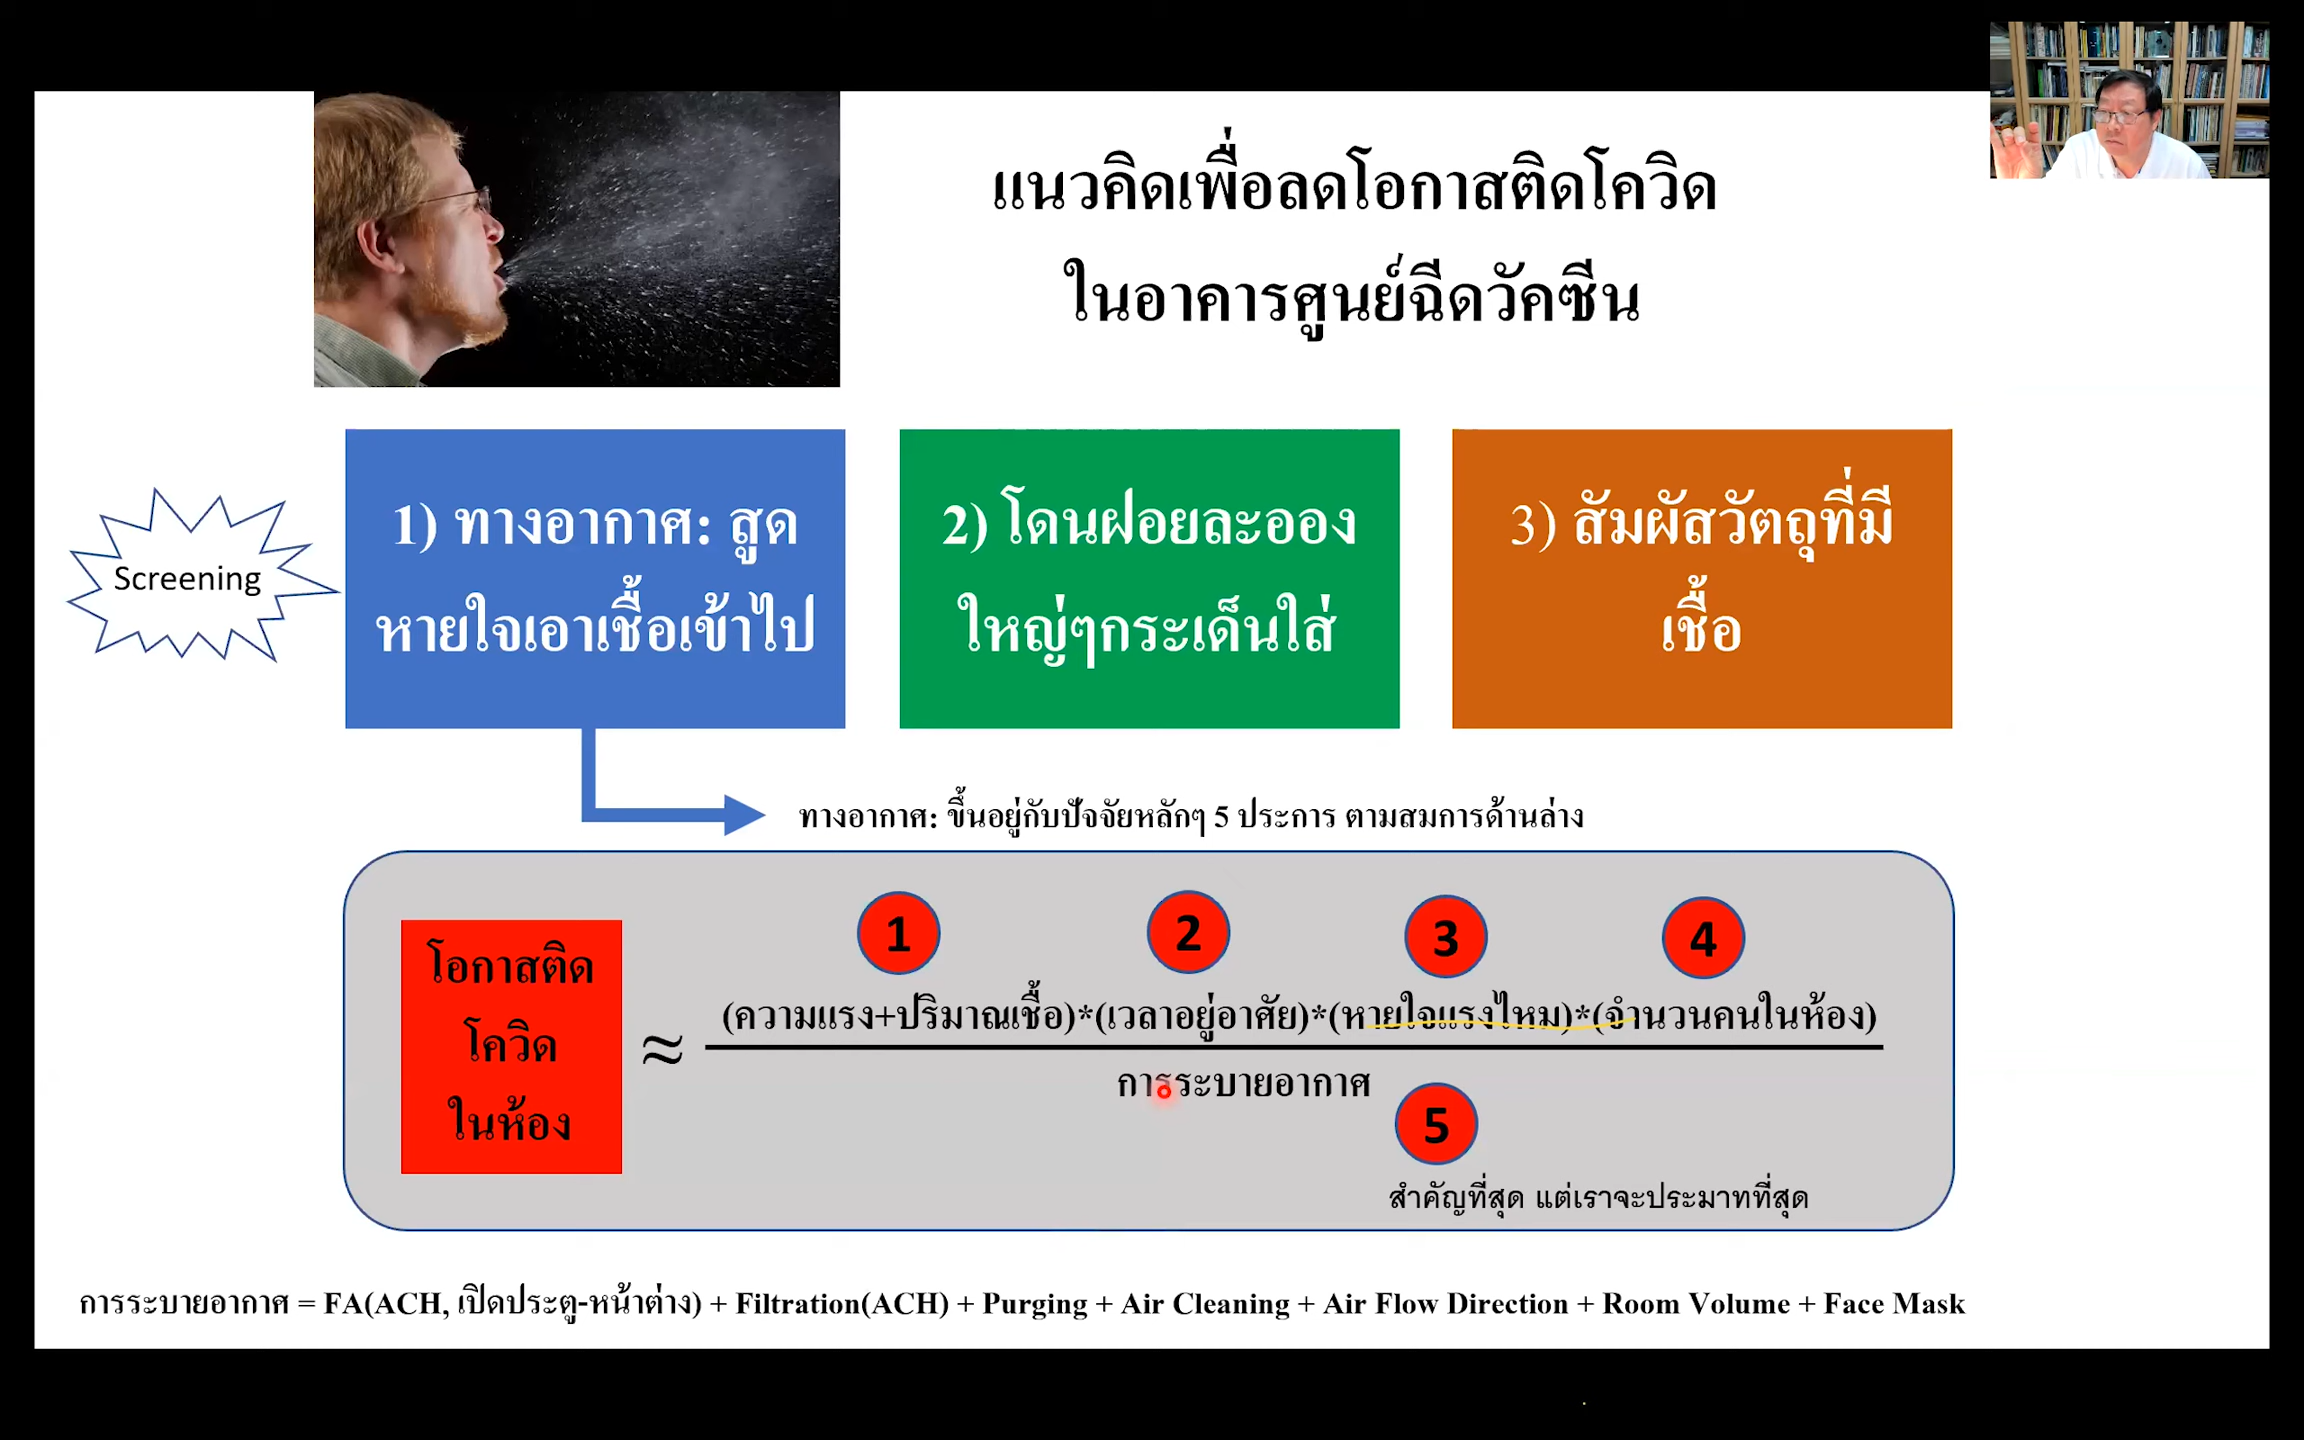 แนวคิดเพื่อลดโอกาสติดโควิด
ในอาคารศูนย์ฉีดวัคซีน
Screening
1) ทางอากาศ: สูด
หายใจเอาเชื้อเข้าไป
2) โดนฝอยละออง
ใหญ่ๆกระเด็นใส่
3) สัมผัสวัตถุที่มี
เชื้อ
ทางอากาศ: ขึ้นอยู่กับปัจจัยหลักๆ 5 ประการ ตามสมการด้านล่าง
โอกาสติด
โควิด
ในห้อง
≈
1
2
3
4
(ความแรง+ปริมาณเชื้อ)*(เวลาอยู่อาศัย)*(หายใจแรงไหม)*(จำนวนคนในห้อง)
การระบายอากาศ
5
สำคัญที่สุด แต่เราจะประมาทที่สุด
การระบายอากาศ = FA(ACH, เปิดประตู-หน้าต่าง) + Filtration(ACH) + Purging + Air Cleaning + Air Flow Direction + Room Volume + Face Mask